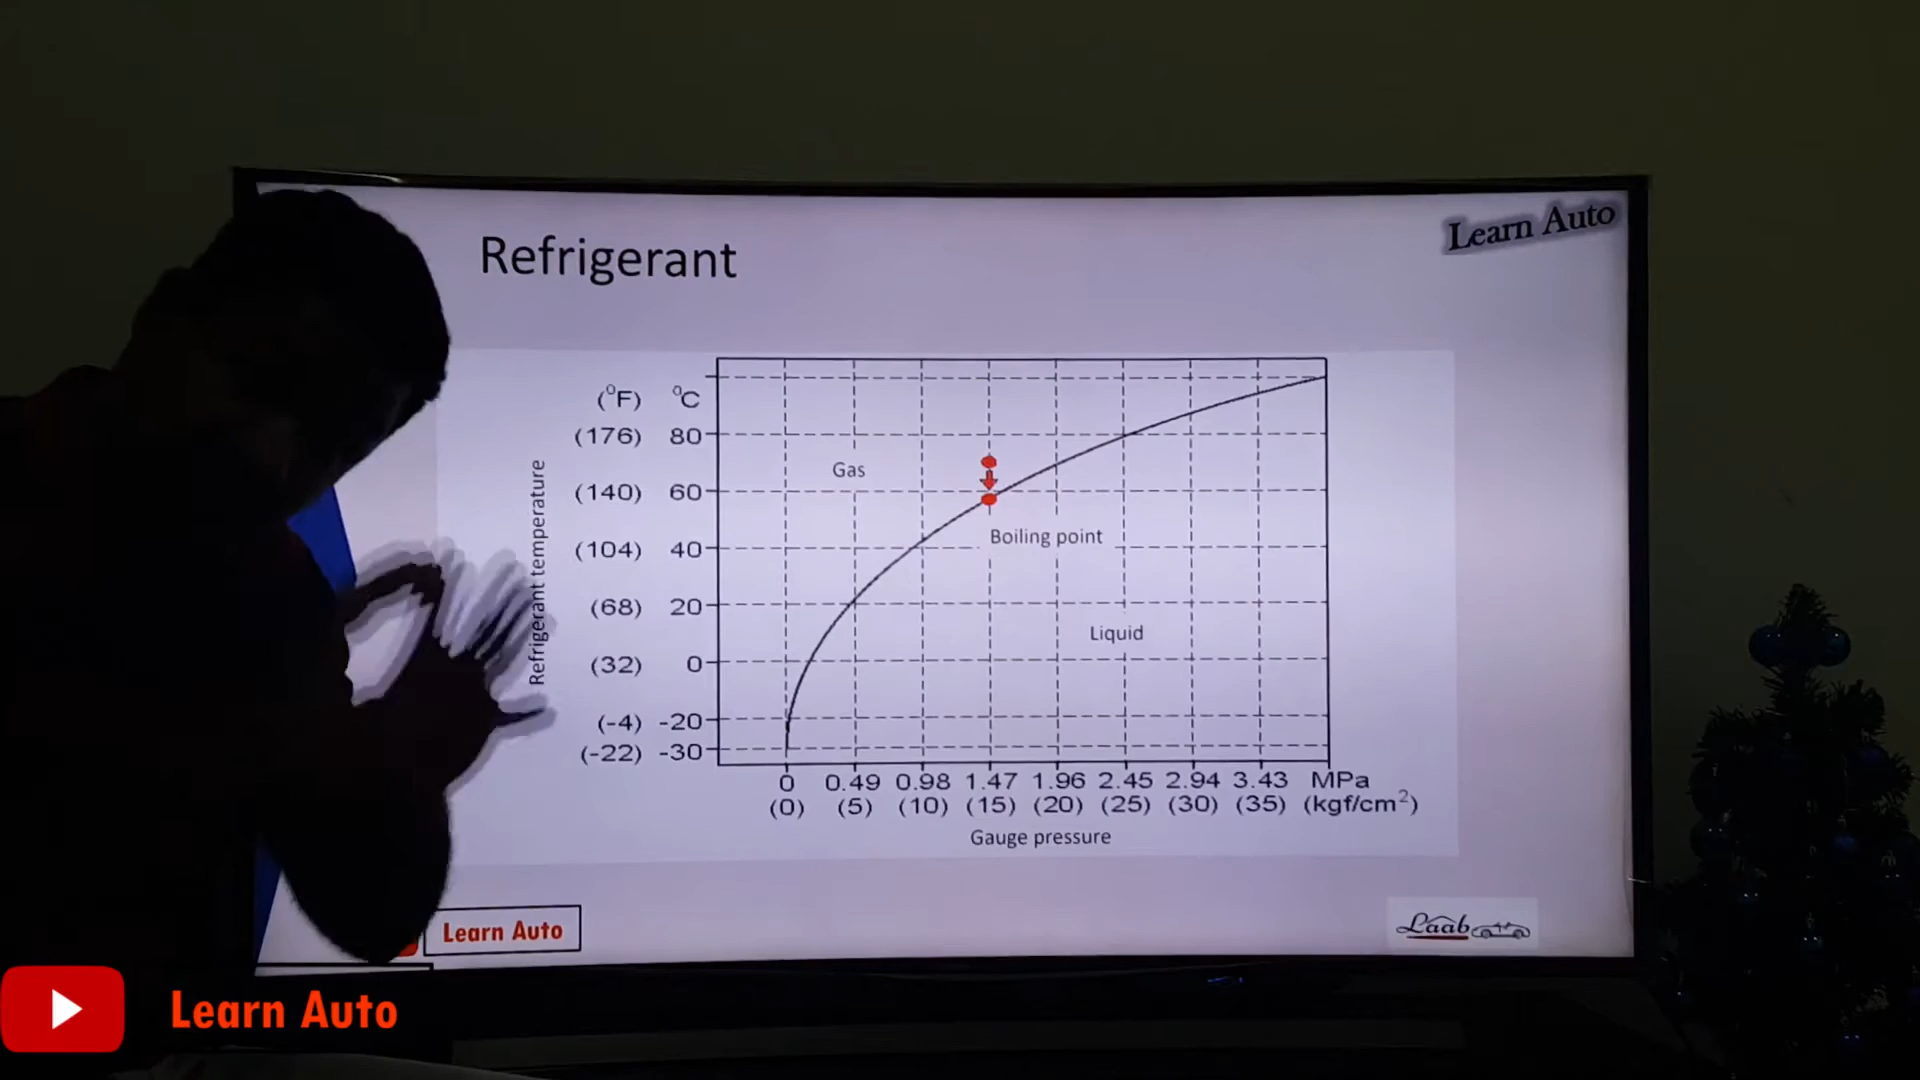 Learn Auto
Refrigerant
(°F) °C
(176) 80
(140) 60
(104) 40
(68) 20
(32) 0
(-4) -20
(-22) -30
Refrigerant temperature
Gas
Boiling point
Liquid
0 0.49 0.98 1.47 1.96 2.45 2.94 3.43 MPa
(0) (5) (10) (15) (20) (25) (30) (35) (kgf/cm²)
Gauge pressure
Learn Auto
Laab
Learn Auto